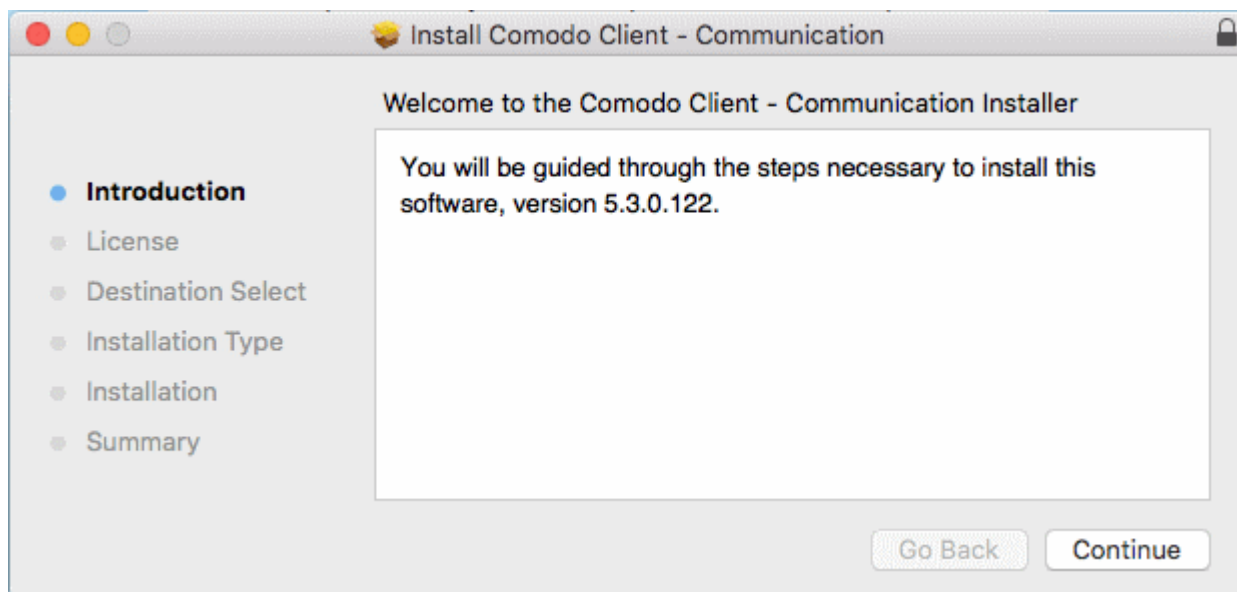 Install Comodo Client - Communication
Welcome to the Comodo Client - Communication Installer
You will be guided through the steps necessary to install this
software, version 5.3.0.122.
Introduction
License
Destination Select
Installation Type
Installation
Summary
Go Back
Continue